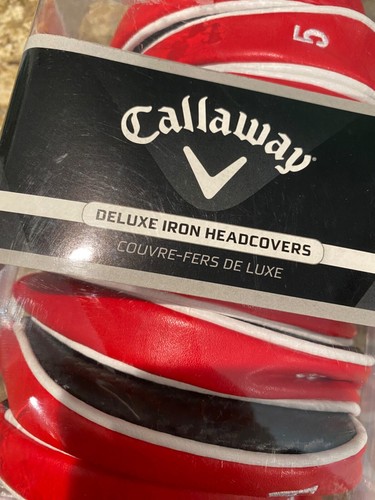 5
Callaway
DELUXE IRON HEADCOVERS
COUVRE-FERS DE LUXE